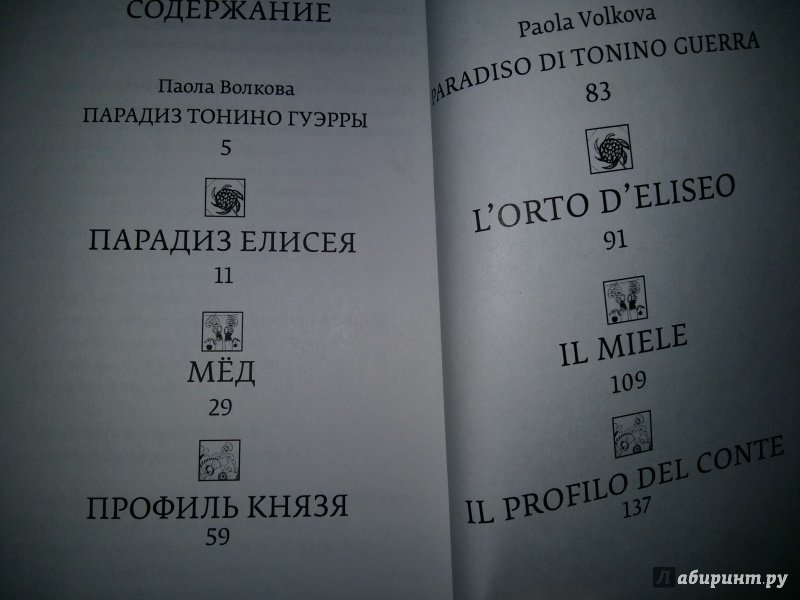 СОДЕРЖАНИЕ
Паола Волкова
ПАРАДИЗ ТОНИНО ГУЭРРЫ
5
ПАРАДИЗ ЕЛИСЕЯ
11
МЁД
29
ПРОФИЛЬ КНЯЗЯ
59
Paola Volkova
PARADISO DI TONINO GUERRA
83
L'ORTO D'ELISEO
91
IL MIELE
109
IL PROFILO DEL CONTE
137
Лабиринт.ру